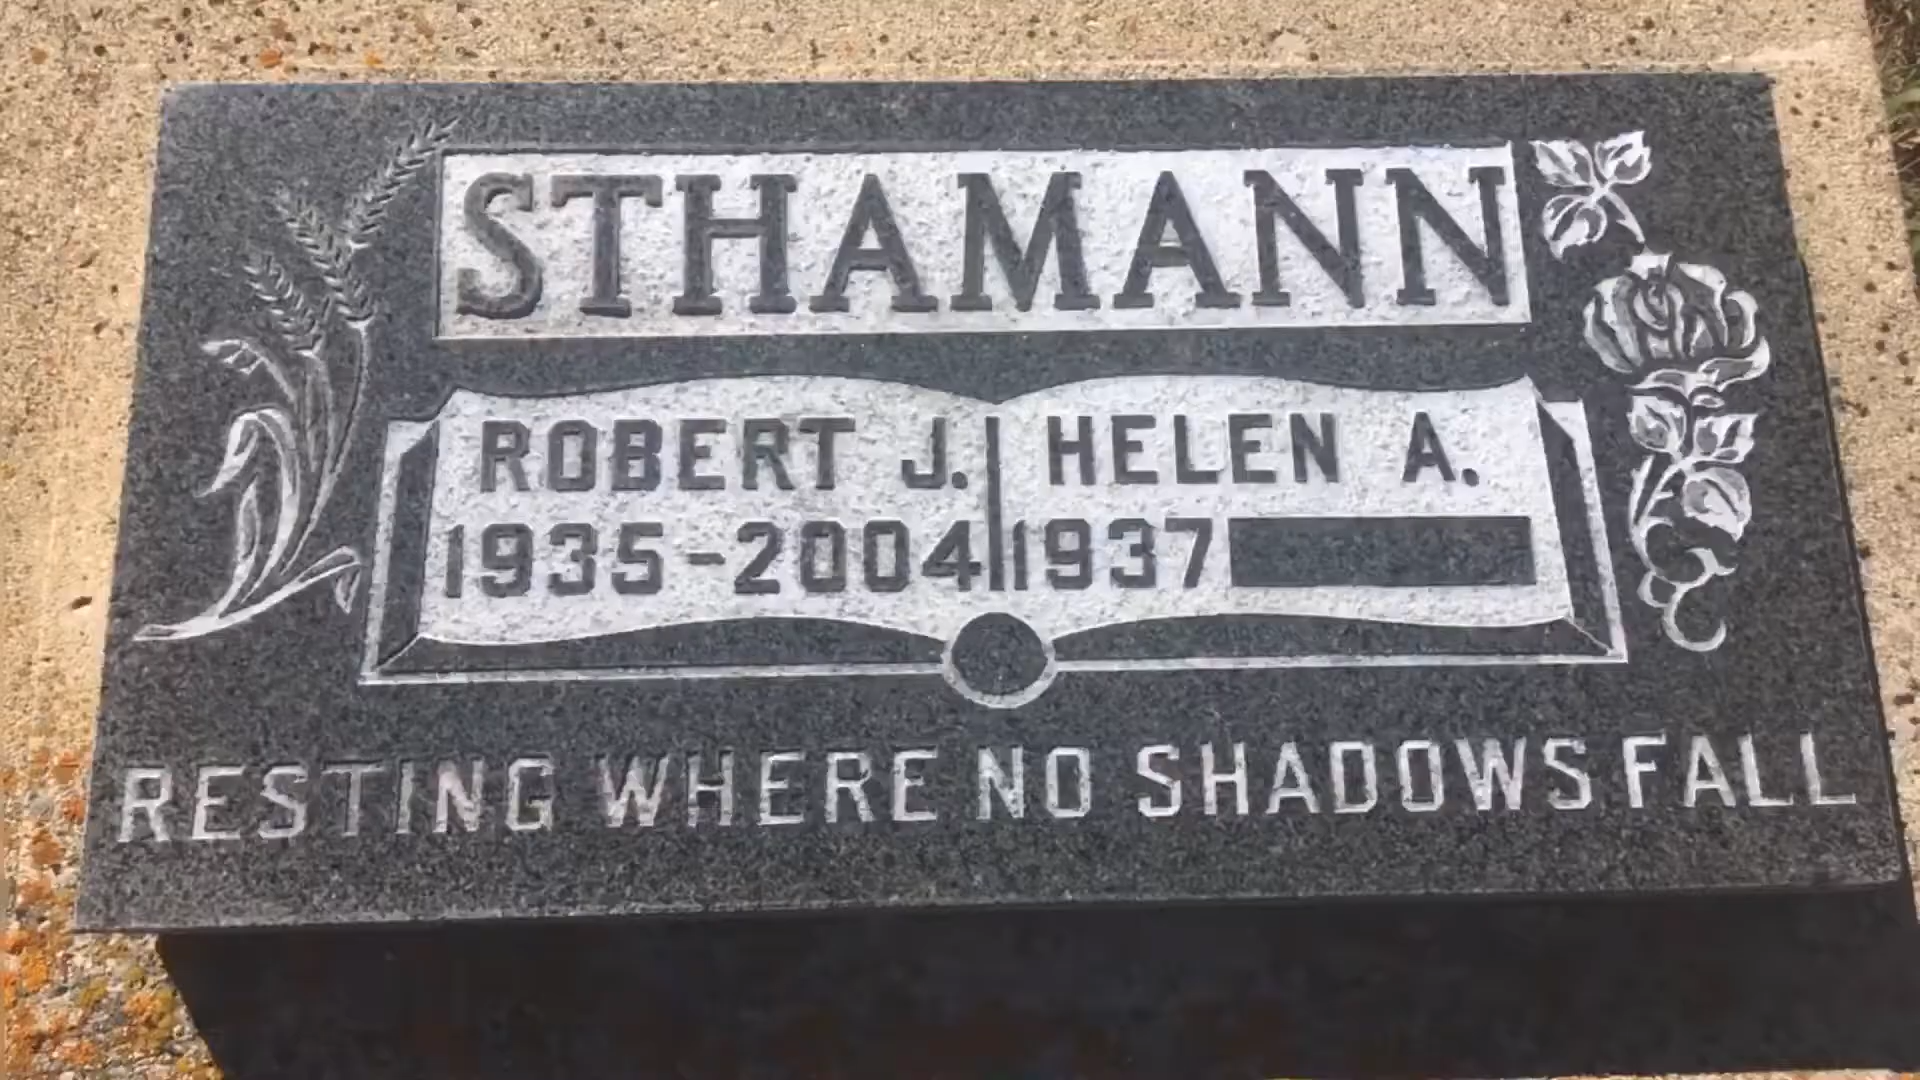 STHAMANN
ROBERT J.
1935-2004
HELEN A.
1937
RESTING WHERE NO SHADOWS FALL